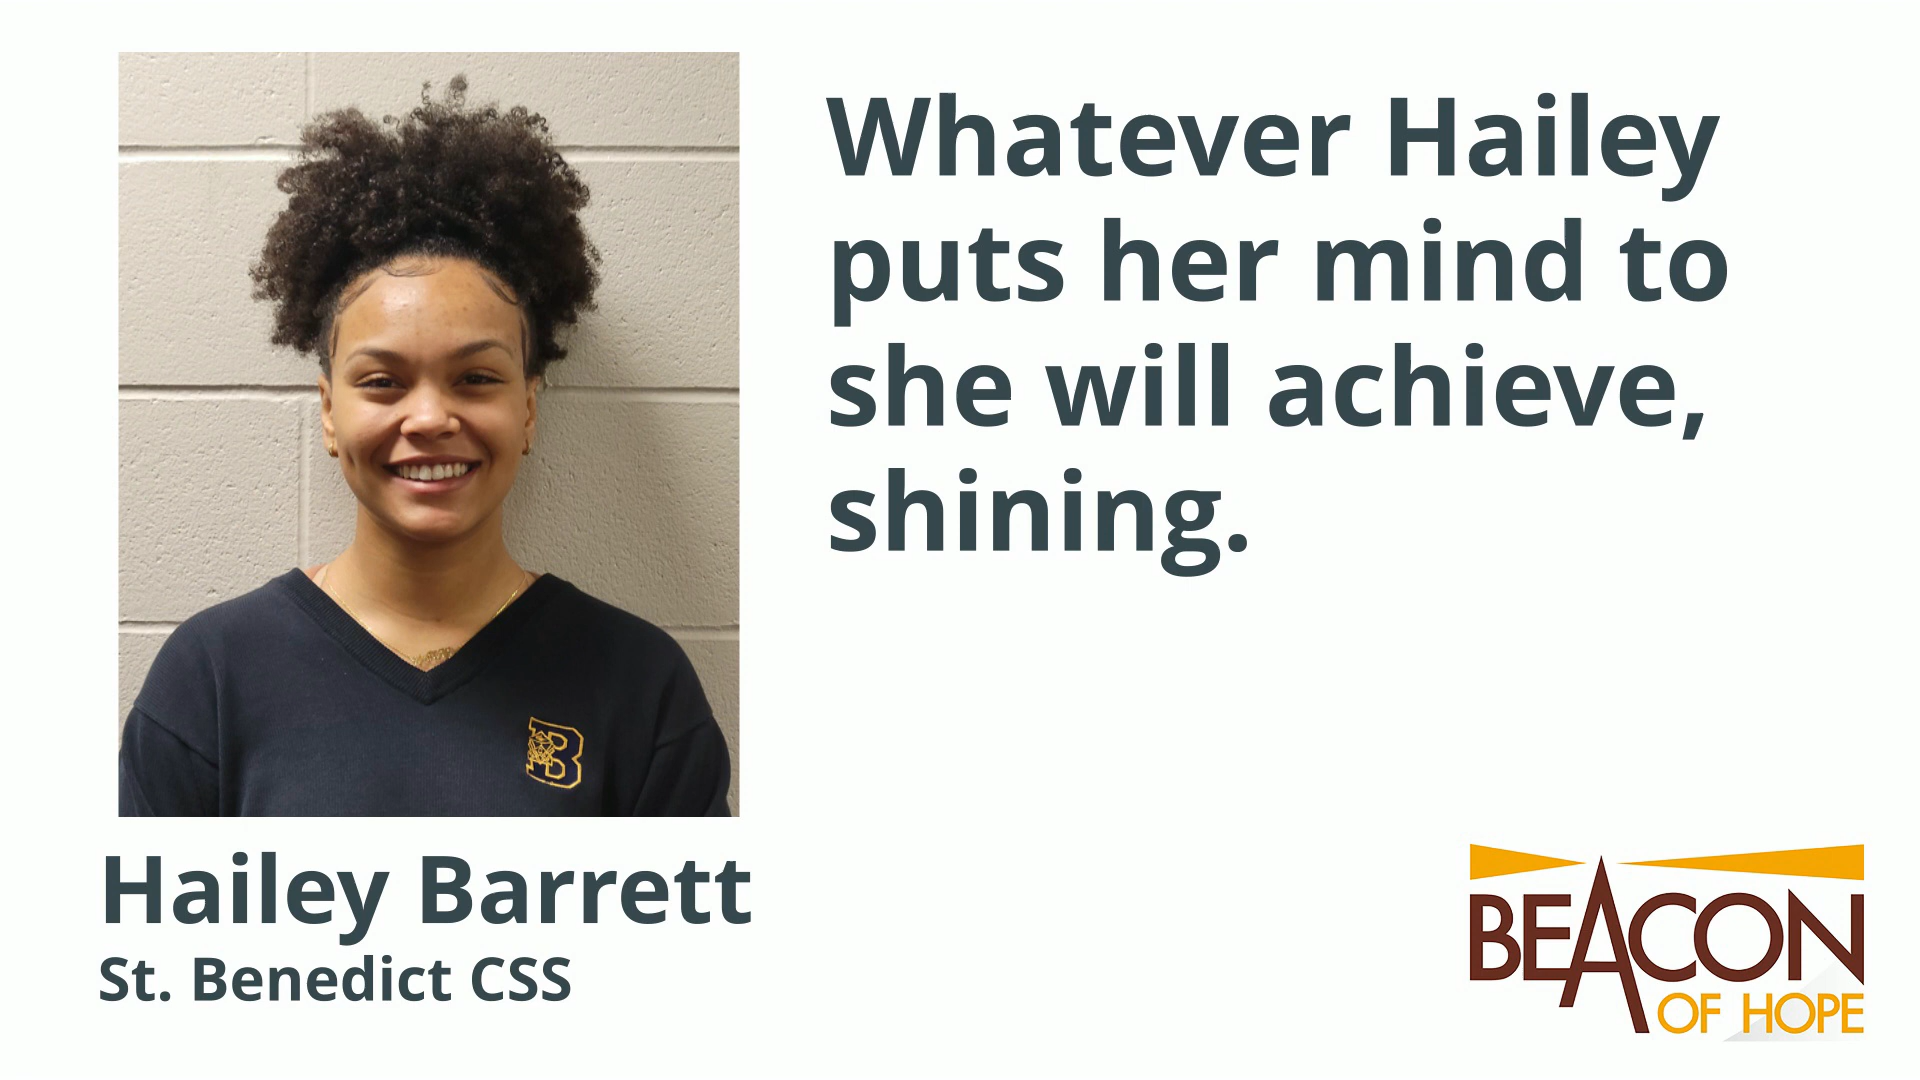 Whatever Hailey
puts her mind to
she will achieve,
shining.
B
Hailey Barrett
St. Benedict CSS
BEACON
OF HOPE